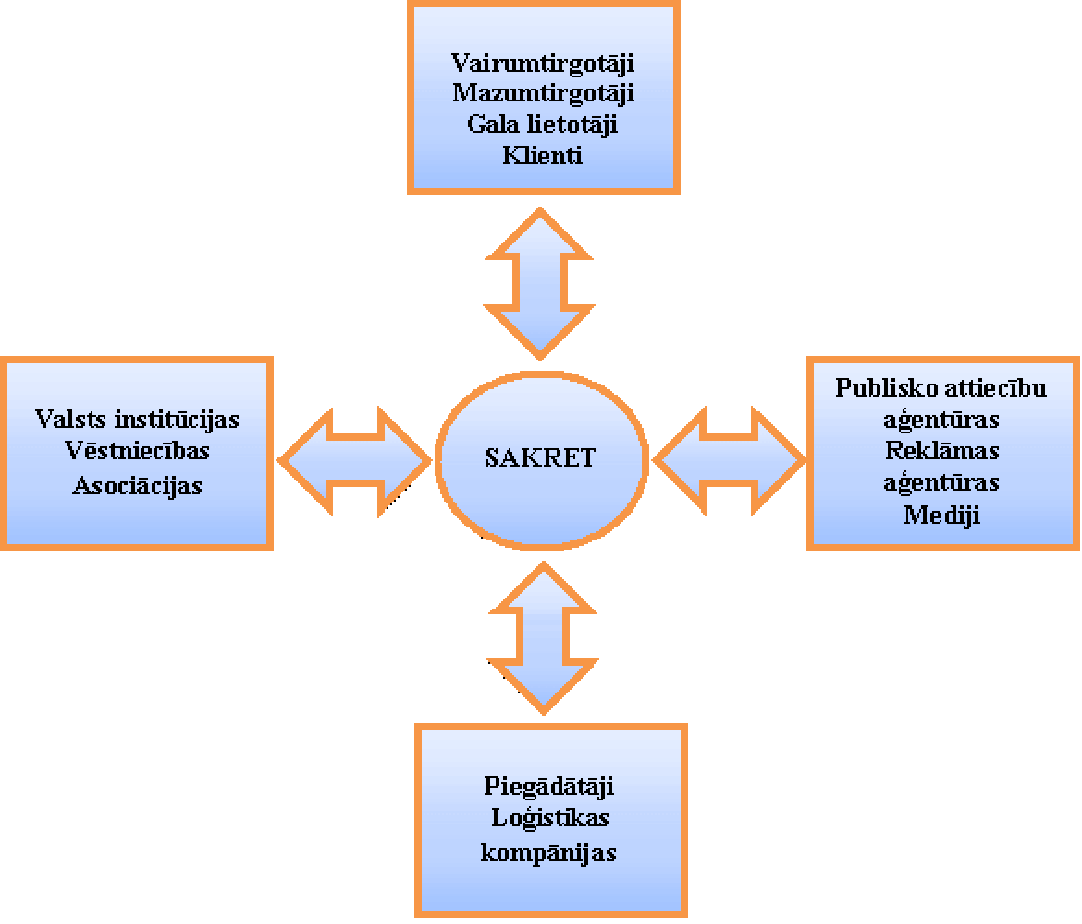 Vairumtirgotāji
Mazumtirgotāji
Gala lietotāji
Klienti
Valsts institūcijas
Vēstniecības
Asociācijas
SAKRET
Publisko attiecību
aģentūras
Reklāmas
aģentūras
Mediji
Piegādātāji
Loģistikas
kompānijas